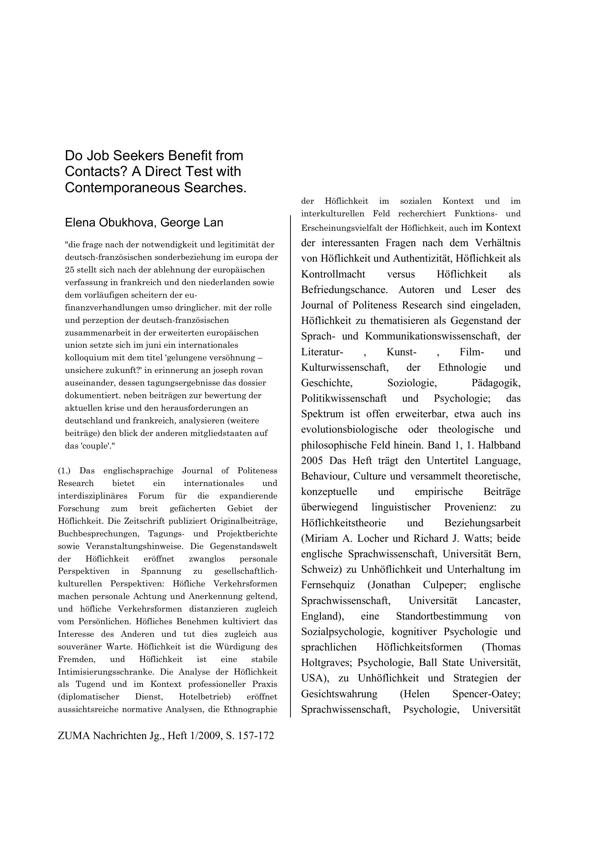 Do Job Seekers Benefit from
Contacts? A Direct Test with
Contemporaneous Searches.
Elena Obukhova, George Lan
"die frage nach der notwendigkeit und legitimität der
deutsch-französischen sonderbeziehung im europa der
25 stellt sich nach der ablehnung der europäischen
verfassung in frankreich und den niederlanden sowie
dem vorläufigen scheitern der eu-
finanzverhandlungen umso dringlicher. mit der rolle
und perzeption der deutsch-französischen
zusammenarbeit in der erweiterten europäischen
union setzte sich im juni ein internationales
kolloquium mit dem titel 'gelungene versöhnung –
unsichere zukunft?' in erinnerung an joseph rovan
auseinander, dessen tagungsergebnisse das dossier
dokumentiert. neben beiträgen zur bewertung der
aktuellen krise und den herausforderungen an
deutschland und frankreich, analysieren (weitere
beiträge) den blick der anderen mitgliedstaaten auf
das 'couple'."
(1.) Das englischsprachige Journal of Politeness
Research bietet ein internationales und
interdisziplinäres Forum für die expandierende
Forschung zum breit gefächerten Gebiet der
Höflichkeit. Die Zeitschrift publiziert Originalbeiträge,
Buchbesprechungen, Tagungs- und Projektberichte
sowie Veranstaltungshinweise. Die Gegenstandswelt
der Höflichkeit eröffnet zwanglos personale
Perspektiven in Spannung zu gesellschaftlich-
kulturellen Perspektiven: Höfliche Verkehrsformen
machen personale Achtung und Anerkennung geltend,
und höfliche Verkehrsformen distanzieren zugleich
vom Persönlichen. Höfliches Benehmen kultiviert das
Interesse des Anderen und tut dies zugleich aus
souveräner Warte. Höflichkeit ist die Würdigung des
Fremden, und Höflichkeit ist eine stabile
Intimisierungsschranke. Die Analyse der Höflichkeit
als Tugend und im Kontext professioneller Praxis
(diplomatischer Dienst, Hotelbetrieb) eröffnet
aussichtsreiche normative Analysen, die Ethnographie
der Höflichkeit im sozialen Kontext und im
interkulturellen Feld recherchiert Funktions- und
Erscheinungsvielfalt der Höflichkeit, auch im Kontext
der interessanten Fragen nach dem Verhältnis
von Höflichkeit und Authentizität, Höflichkeit als
Kontrollmacht versus Höflichkeit als
Befriedungschance. Autoren und Leser des
Journal of Politeness Research sind eingeladen,
Höflichkeit zu thematisieren als Gegenstand der
Sprach- und Kommunikationswissenschaft, der
Literatur- , Kunst- , Film- und
Kulturwissenschaft, der Ethnologie und
Geschichte, Soziologie, Pädagogik,
Politikwissenschaft und Psychologie; das
Spektrum ist offen erweiterbar, etwa auch ins
evolutionsbiologische oder theologische und
philosophische Feld hinein. Band 1, 1. Halbband
2005 Das Heft trägt den Untertitel Language,
Behaviour, Culture und versammelt theoretische,
konzeptuelle und empirische Beiträge
überwiegend linguistischer Provenienz: zu
Höflichkeitstheorie und Beziehungsarbeit
(Miriam A. Locher und Richard J. Watts; beide
englische Sprachwissenschaft, Universität Bern,
Schweiz) zu Unhöflichkeit und Unterhaltung im
Fernsehquiz (Jonathan Culpeper; englische
Sprachwissenschaft, Universität Lancaster,
England), eine Standortbestimmung von
Sozialpsychologie, kognitiver Psychologie und
sprachlichen Höflichkeitsformen (Thomas
Holtgraves; Psychologie, Ball State Universität,
USA), zu Unhöflichkeit und Strategien der
Gesichtswahrung (Helen Spencer-Oatey;
Sprachwissenschaft, Psychologie, Universität
ZUMA Nachrichten Jg., Heft 1/2009, S. 157-172